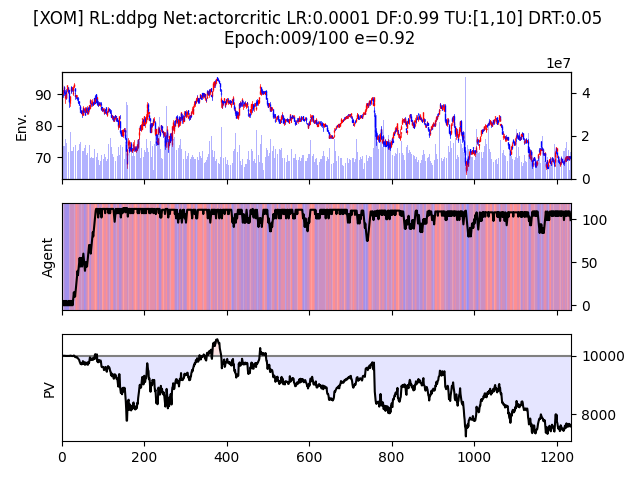 [XOM] RL:ddpg Net:actorcritic LR:0.0001 DF:0.99 TU:[1,10] DRT:0.05
Epoch:009/100 e=0.92
1e7
Env.
90
80
70
4
2
0
Agent
100
50
0
PV
10000
8000
0 200 400 600 800 1000 1200